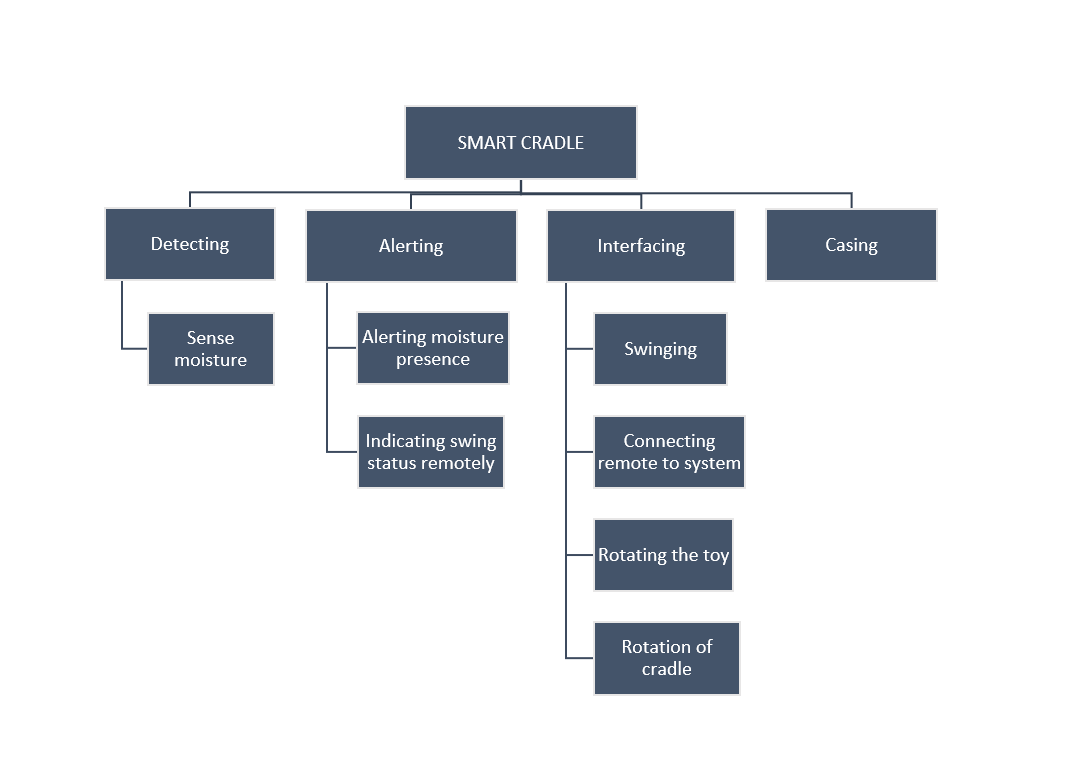 SMART CRADLE
Detecting
Alerting
Interfacing
Casing
Sense
moisture
Alerting moisture
presence
Indicating swing
status remotely
Swinging
Connecting
remote to system
Rotating the toy
Rotation of
cradle